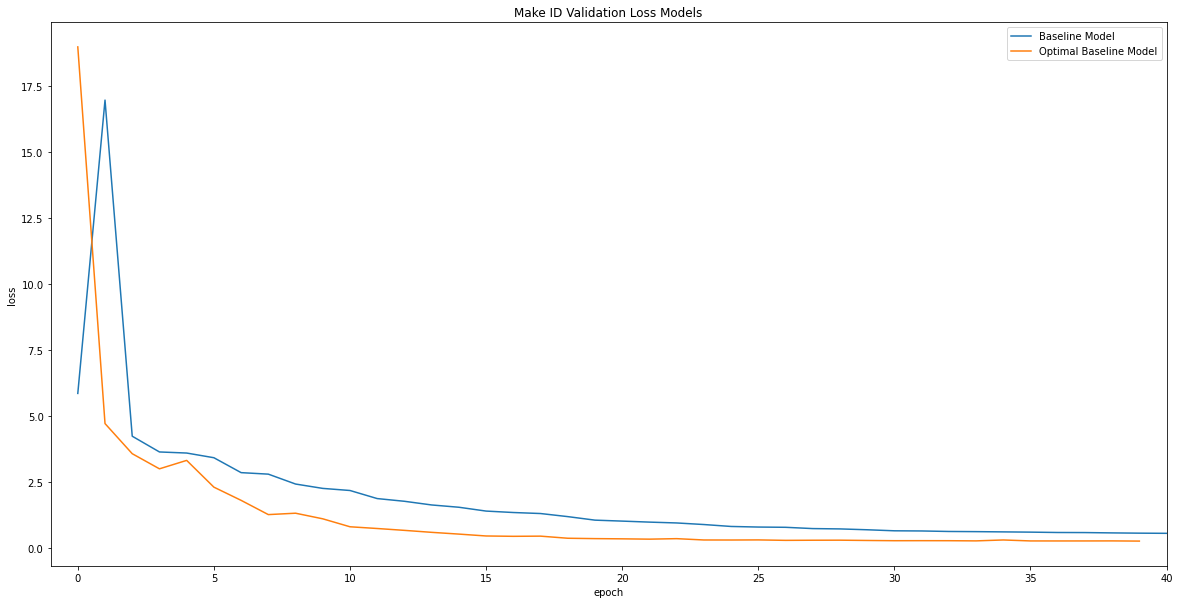 Make ID Validation Loss Models
Baseline Model
Optimal Baseline Model
17.5
15.0
12.5
10.0
7.5
5.0
2.5
0.0
loss
0 5 10 15 20 25 30 35 40
epoch